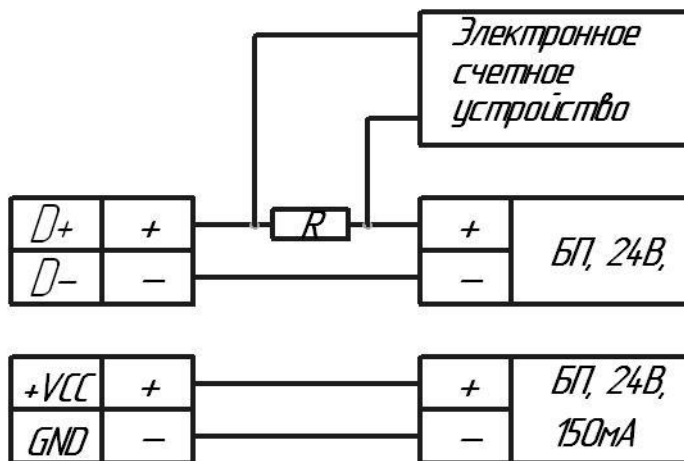 Электронное
счетное
устройство
D+ + R + БП, 24В,
D- - -
+VCC + + БП, 24В,
GND - - 150мА